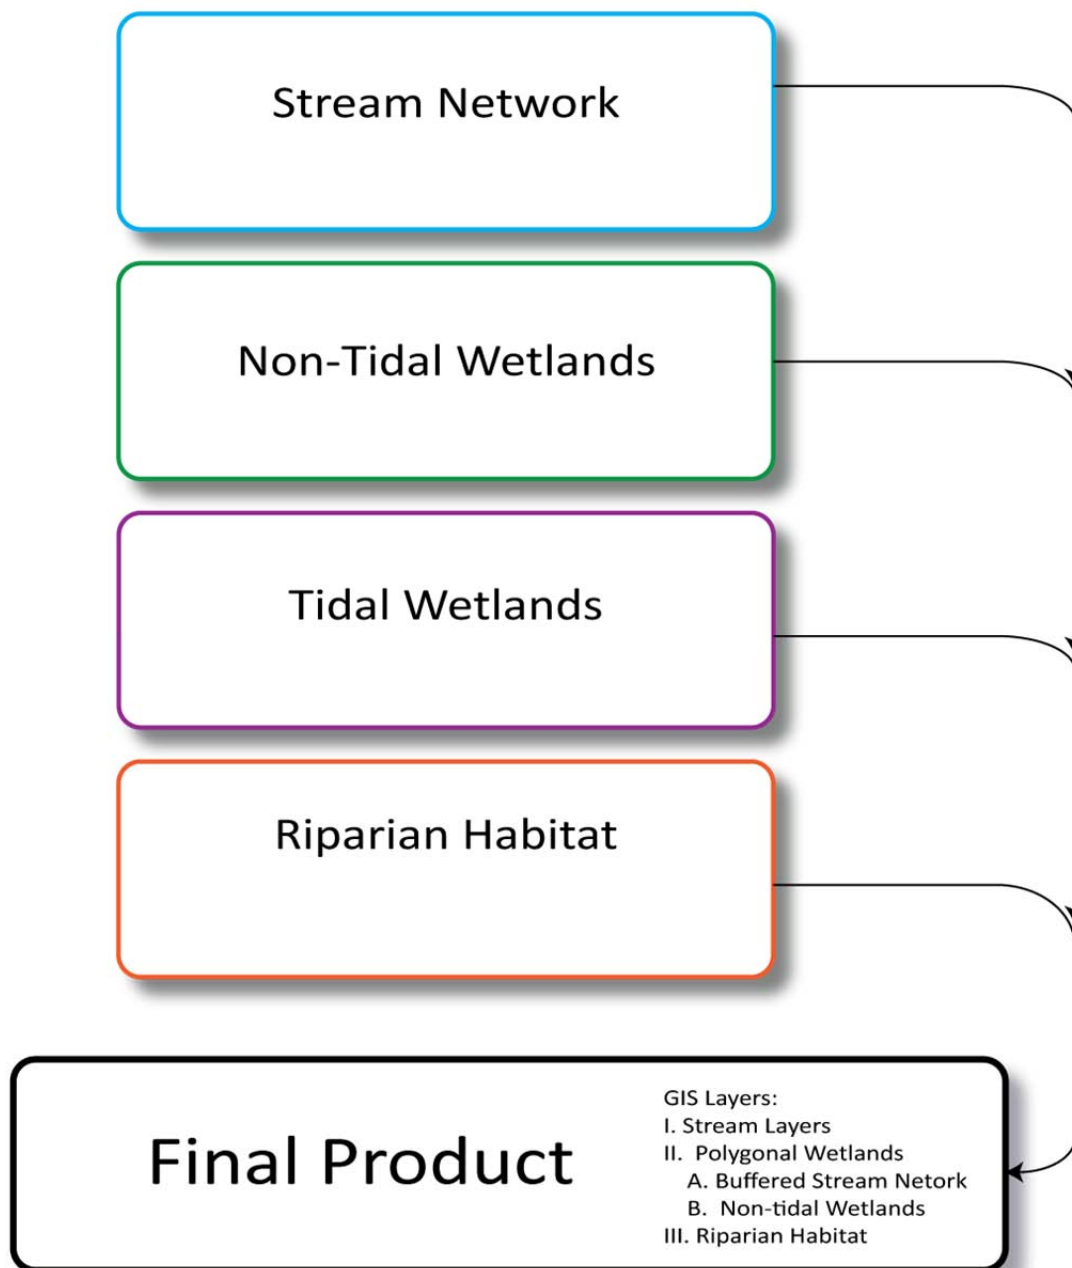 Stream Network
Non-Tidal Wetlands
Tidal Wetlands
Riparian Habitat
Final Product
GIS Layers:
I. Stream Layers
II. Polygonal Wetlands
A. Buffered Stream Netork
B. Non-tidal Wetlands
III. Riparian Habitat